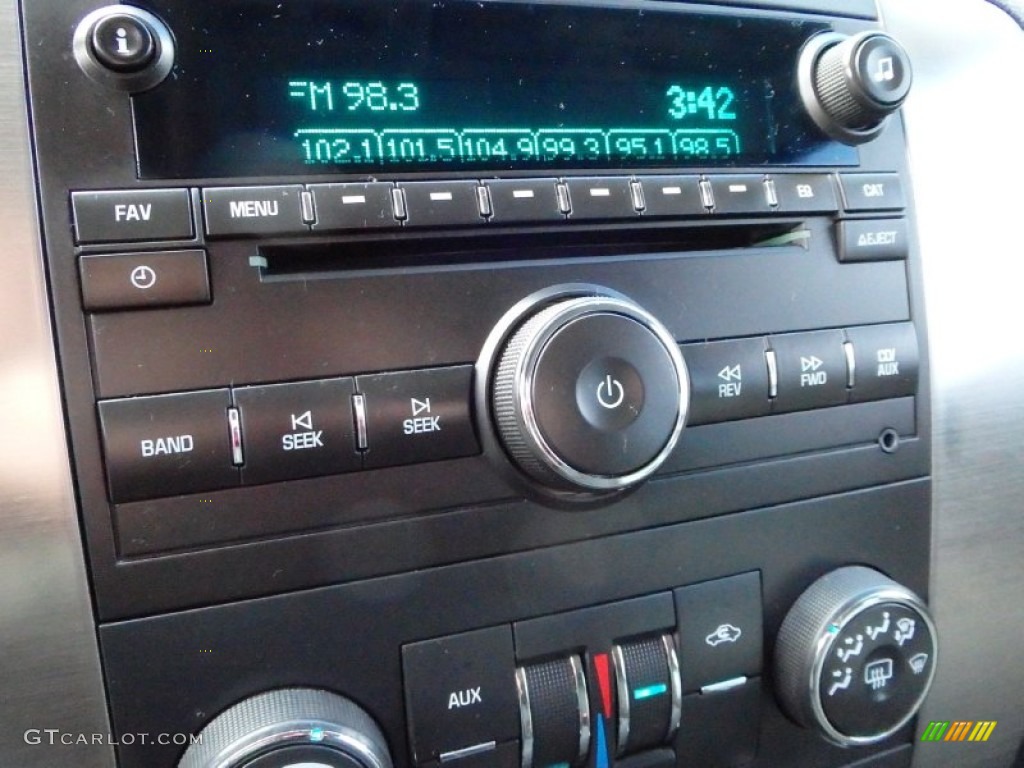 FM 98.3 3:42
102.1 101.5 104.9 99.3 95.1 98.5
FAV MENU EQ CAT
EJECT
BAND SEEK SEEK REV FWD CD/AUX
AUX
GTCARLOT.COM